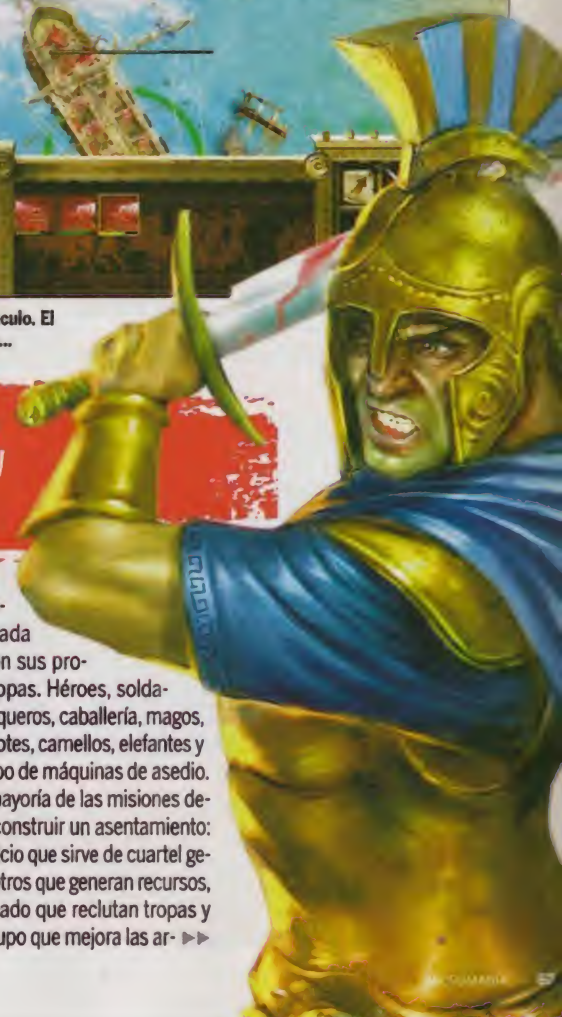 culo. El
...
-
ada
n sus pro-
opas. Héroes, solda-
queros, caballería, magos,
otes, camellos, elefantes y
po de máquinas de asedio.
mayoría de las misiones de-
construir un asentamiento:
cio que sirve de cuartel ge-
tros que generan recursos,
ado que reclutan tropas y
upo que mejora las ar- ▶▶